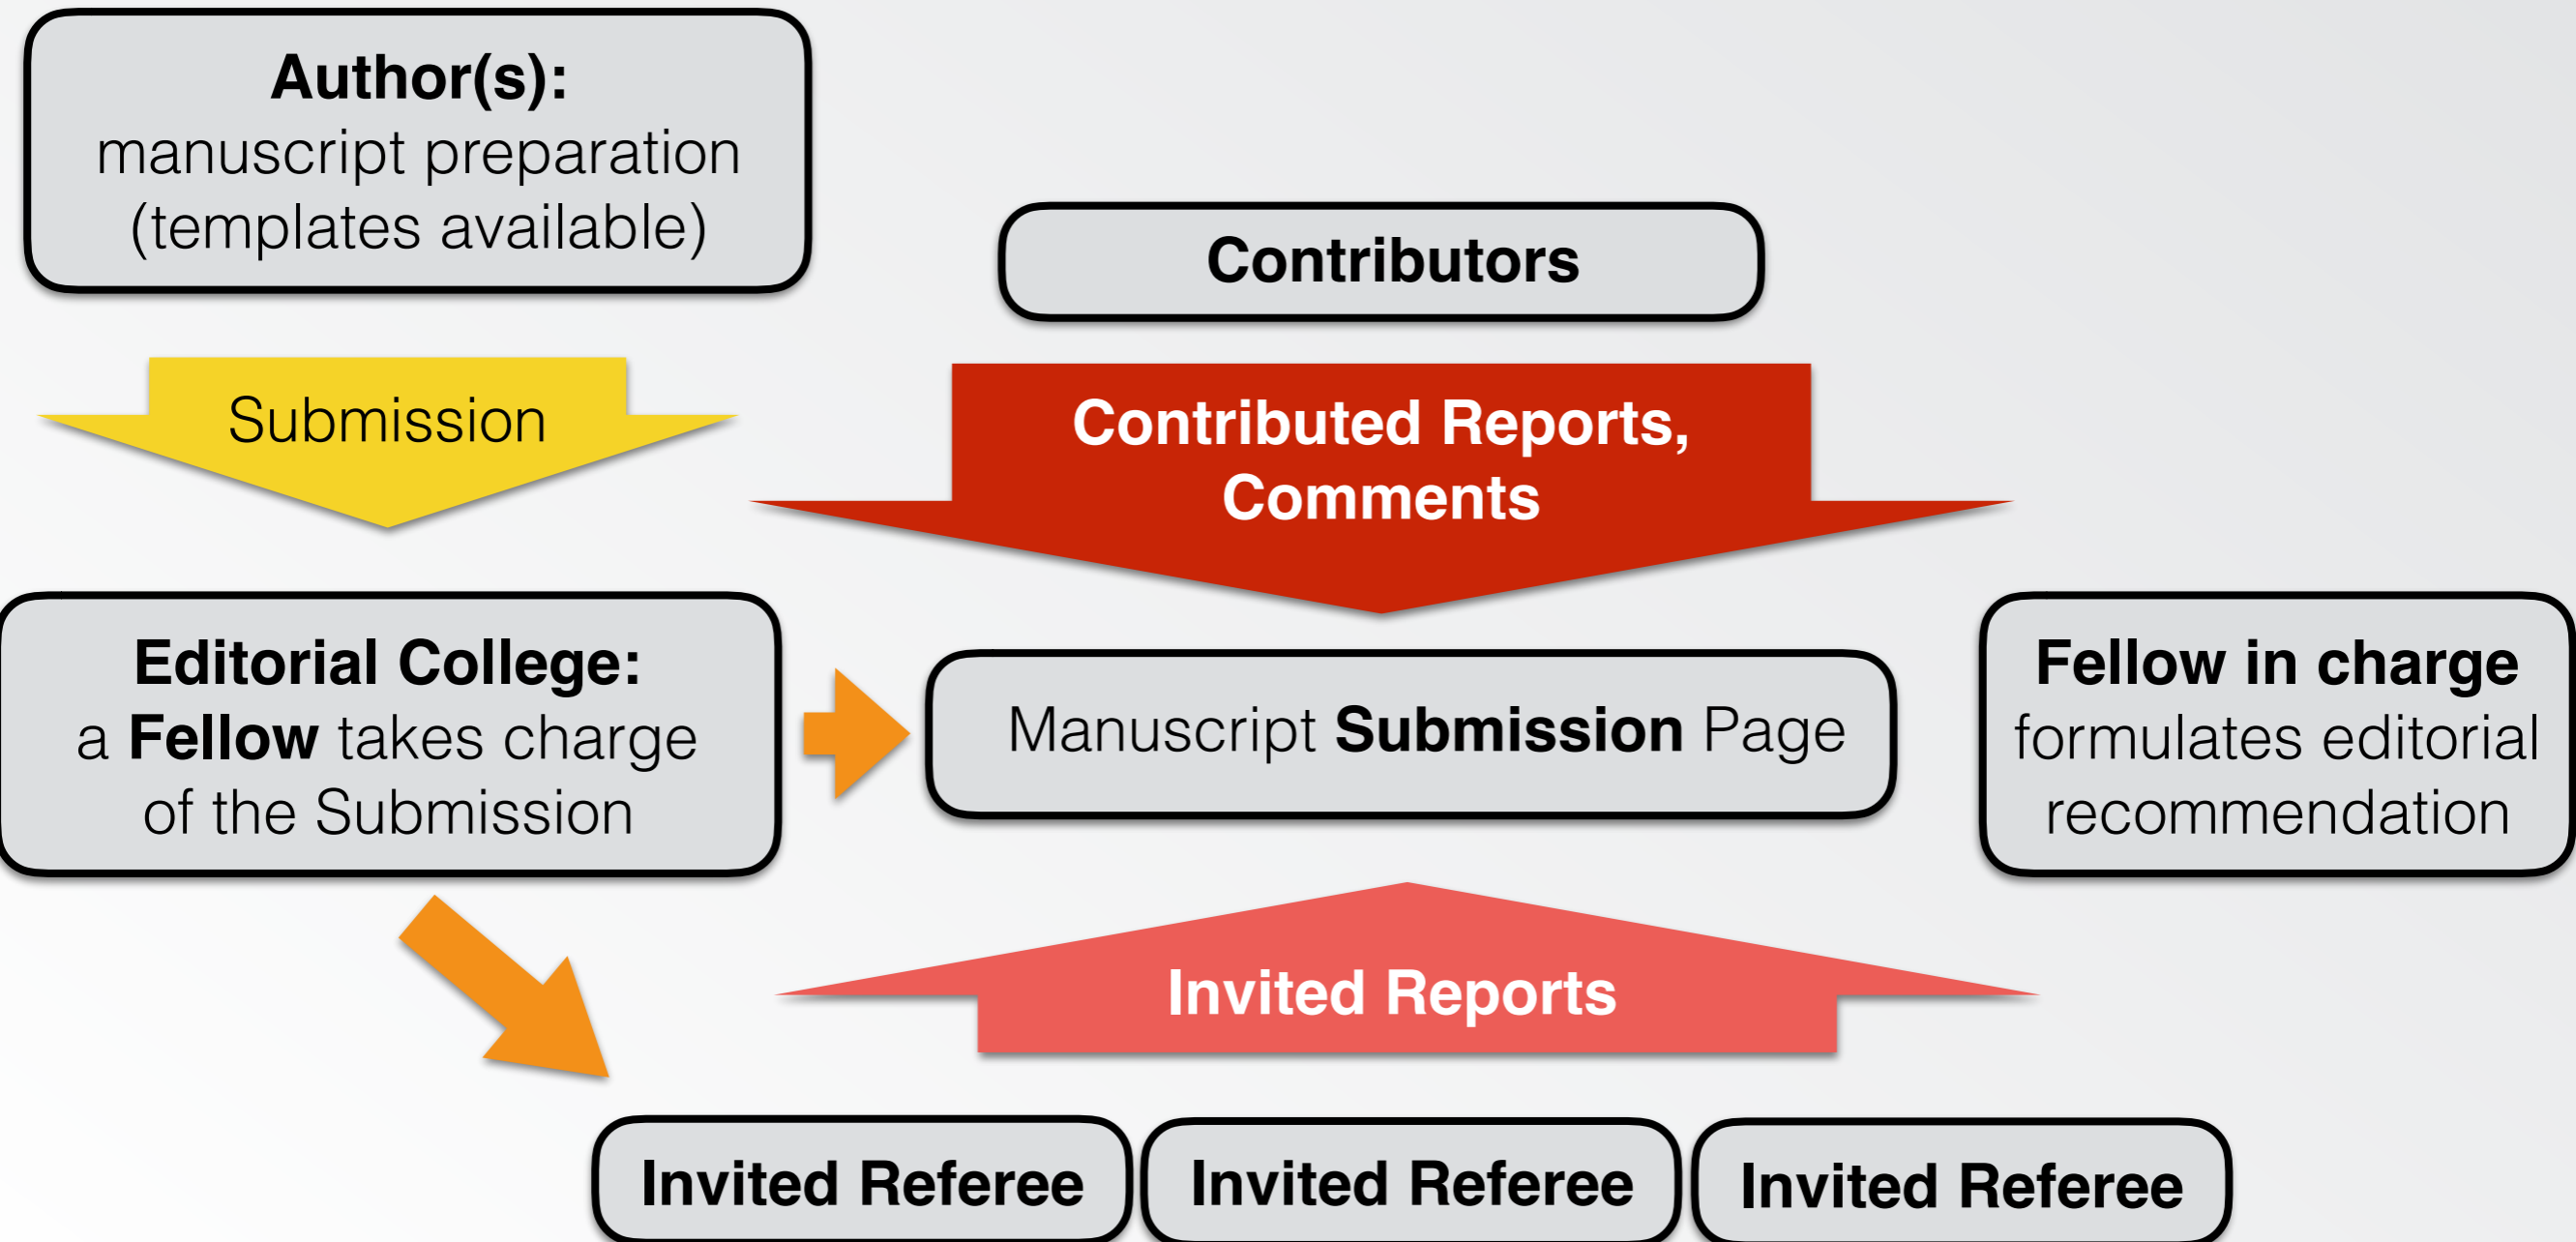 Author(s):
manuscript preparation
(templates available)
Contributors
Submission
Contributed Reports,
Comments
Editorial College:
a Fellow takes charge
of the Submission
Manuscript Submission Page
Fellow in charge
formulates editorial
recommendation
Invited Reports
Invited Referee
Invited Referee
Invited Referee